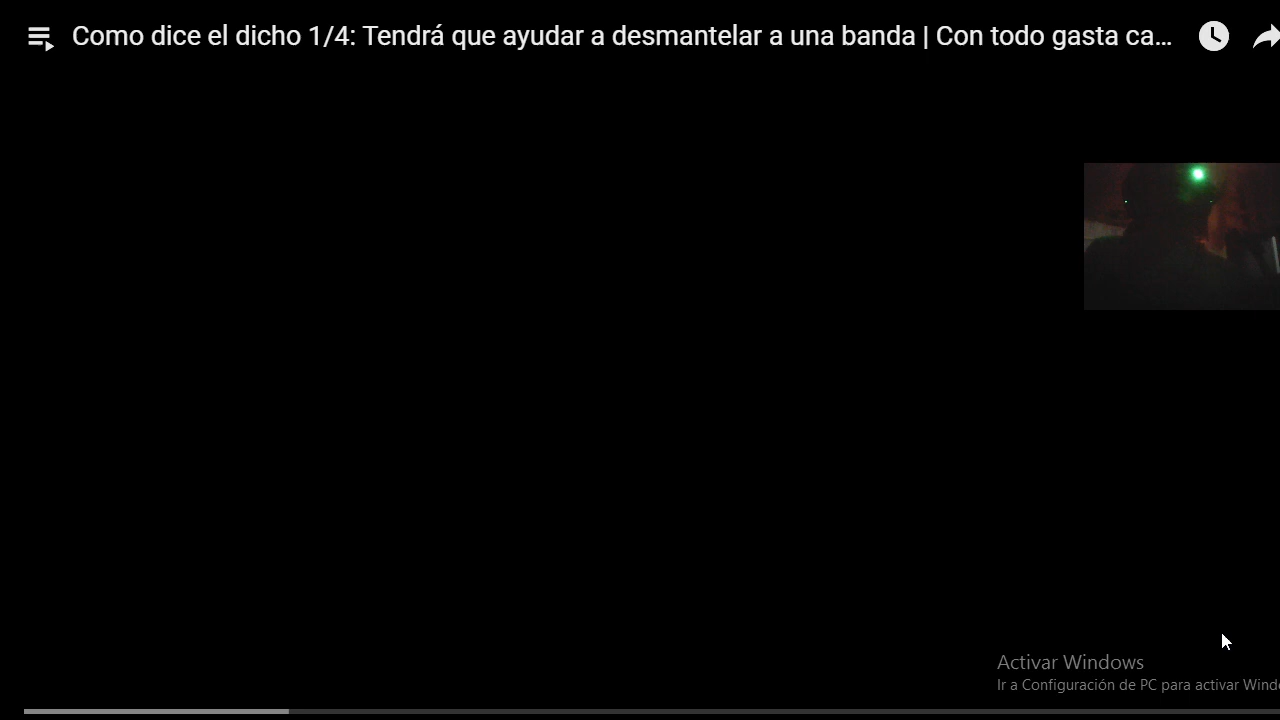 Como dice el dicho 1/4: Tendrá que ayudar a desmantelar a una banda | Con todo gasta ca...
Activar Windows
Ir a Configuración de PC para activar Wind